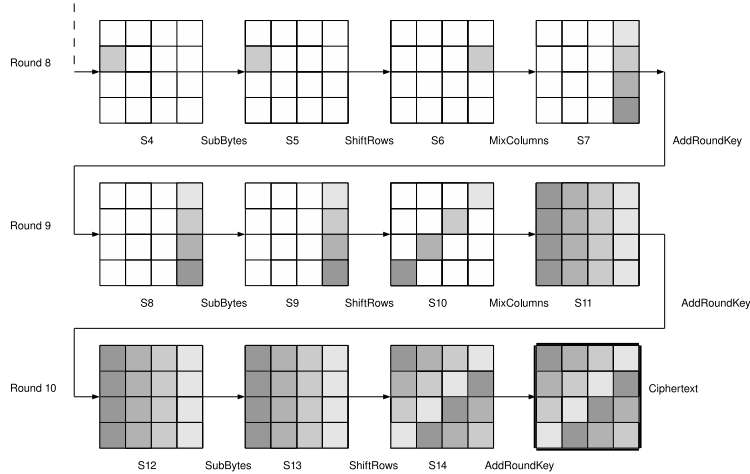 Round 8
S4 SubBytes S5 ShiftRows S6 MixColumns S7 AddRoundKey
Round 9
S8 SubBytes S9 ShiftRows S10 MixColumns S11 AddRoundKey
Round 10
Ciphertext
S12 SubBytes S13 ShiftRows S14 AddRoundKey